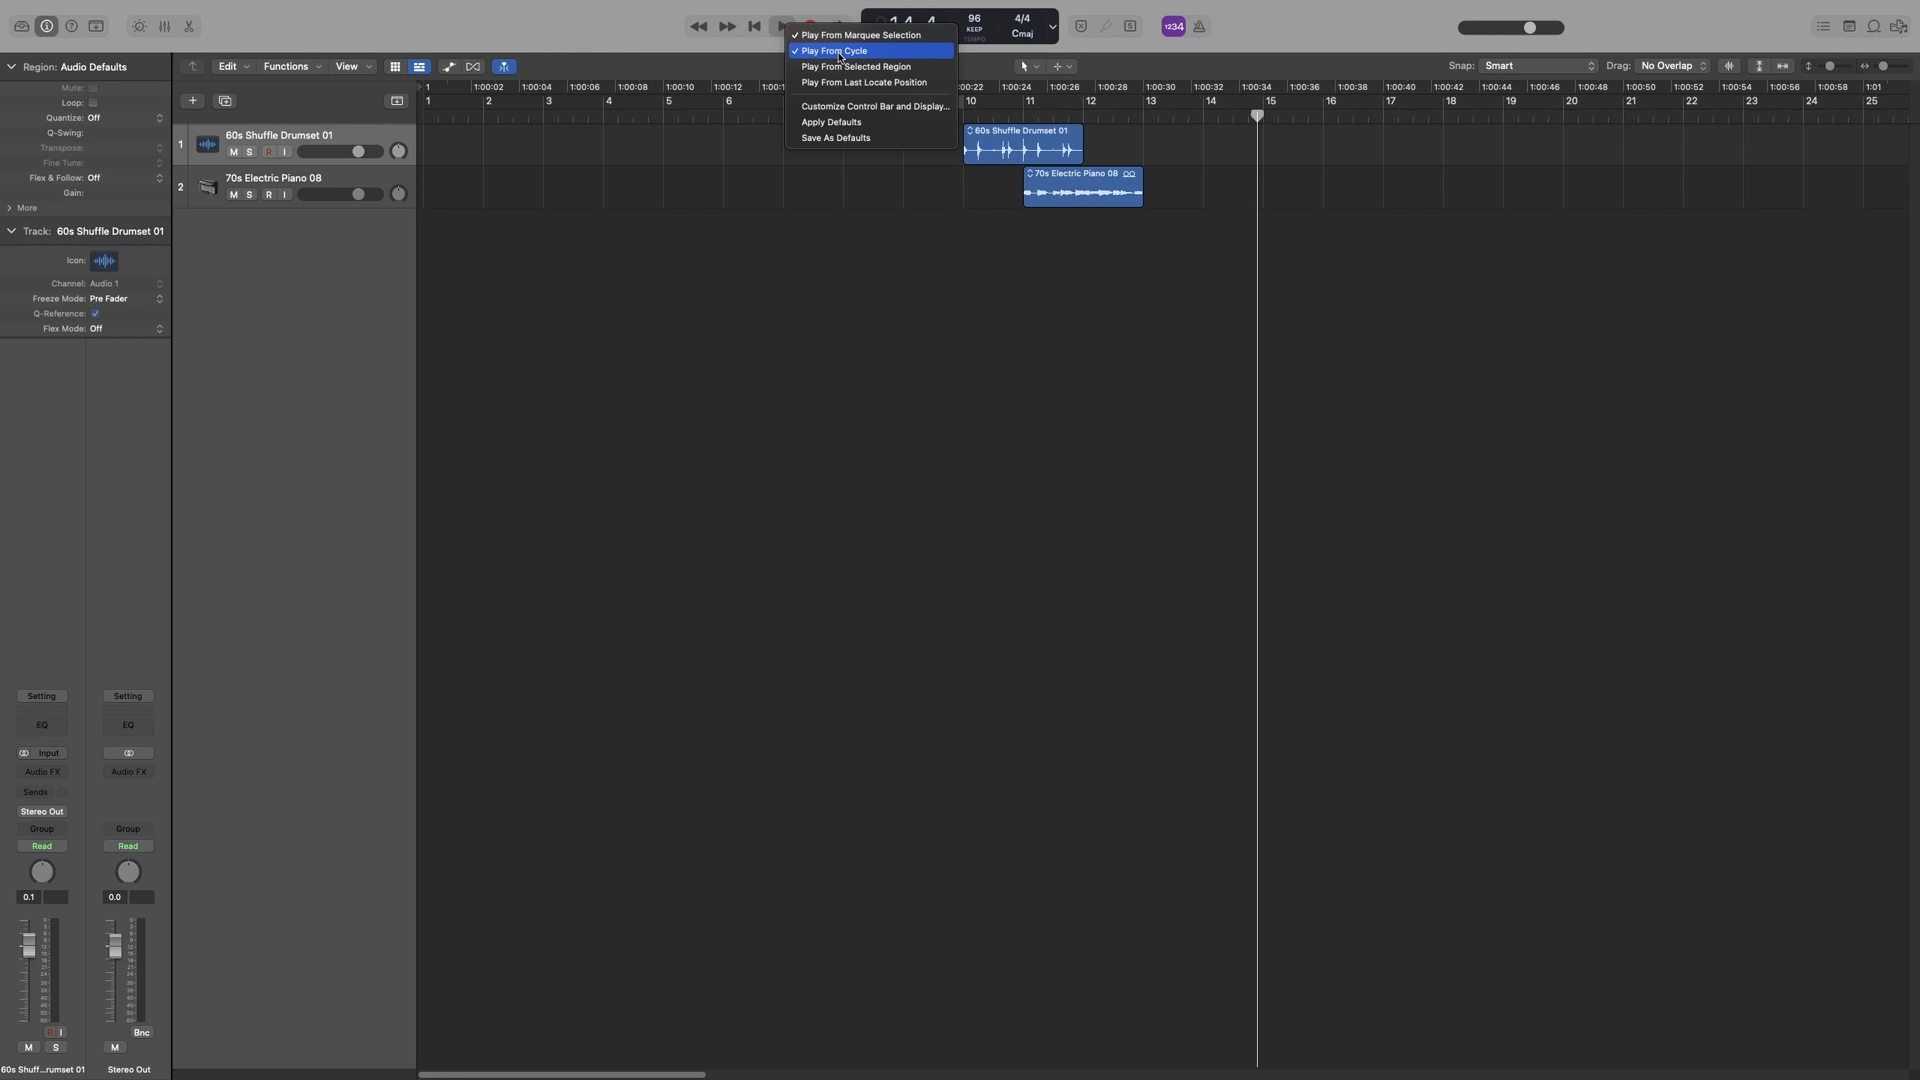 96
KEEP
TEMPO
4/4
Cmaj
1234
✓ Play From Marquee Selection
✓ Play From Cycle
Play From Selected Region
Play From Last Locate Position
Customize Control Bar and Display...
Apply Defaults
Save As Defaults
Region: Audio Defaults
Edit
Functions
View
Snap: Smart
Drag: No Overlap
Mute:
Loop:
Quantize: Off
Q-Swing:
Transpose:
Fine Tune:
Flex & Follow: Off
Gain:
More
Track: 60s Shuffle Drumset 01
Icon:
Channel: Audio 1
Freeze Mode: Pre Fader
Q-Reference:
Flex Mode: Off
1 1:00:02 1:00:04 1:00:06 1:00:08 1:00:10 1:00:12 1:00:24 1:00:26 1:00:28 1:00:30 1:00:32 1:00:34 1:00:36 1:00:38 1:00:40 1:00:42 1:00:44 1:00:46 1:00:48 1:00:50 1:00:52 1:00:54 1:00:56 1:00:58 1:01
1 2 3 4 5 6 10 11 12 13 14 15 16 17 18 19 20 21 22 23 24 25
1
60s Shuffle Drumset 01
M S R I
60s Shuffle Drumset 01
2
70s Electric Piano 08
M S R I
70s Electric Piano 08
Setting Setting
EQ EQ
Input
Audio FX Audio FX
Sends
Stereo Out
Group Group
Read Read
0.1 0.0
R I
Bnc
M S M
60s Shuff...rumset 01 Stereo Out